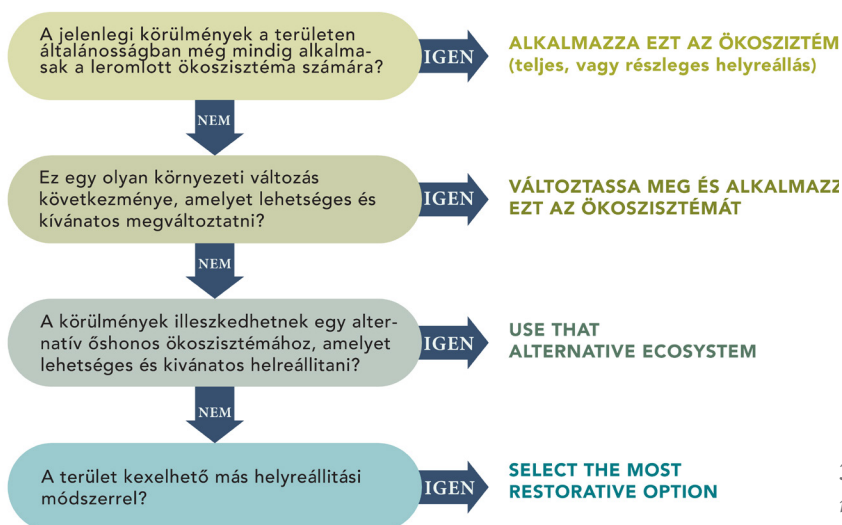 A jelenlegi körülmények a területen
általánosságban még mindig alkalma-
sak a leromlott ökoszisztéma számára?
IGEN
ALKALMAZZA EZT AZ ÖKOSZIZTÉM
(teljes, vagy részleges helyreállás)
NEM
Ez egy olyan környezeti változás
következménye, amelyet lehetséges és
kívánatos megváltoztatni?
IGEN
VÁLTOZTASSA MEG ÉS ALKALMAZZ
EZT AZ ÖKOSZISZTÉMÁT
NEM
A körülmények illeszkedhetnek egy alter-
natív őshonos ökoszisztémához, amelyet
lehetséges és kivánatos helreállitani?
IGEN
USE THAT
ALTERNATIVE ECOSYSTEM
NEM
A terület kexelhető más helyreállitási
módszerrel?
IGEN
SELECT THE MOST
RESTORATIVE OPTION